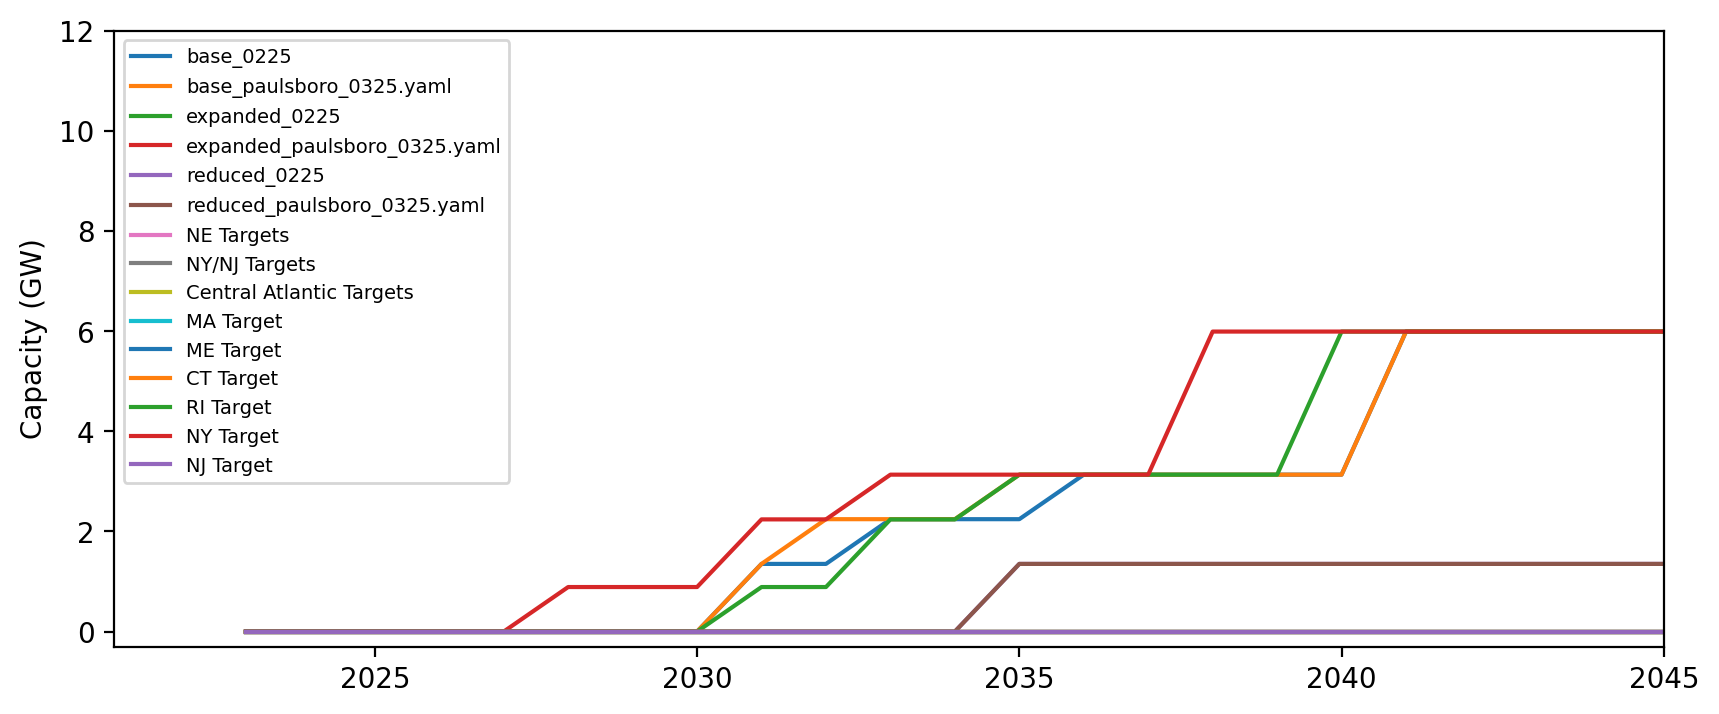 12
10
8
6
4
2
0
Capacity (GW)
base_0225
base_paulsboro_0325.yaml
expanded_0225
expanded_paulsboro_0325.yaml
reduced_0225
reduced_paulsboro_0325.yaml
NE Targets
NY/NJ Targets
Central Atlantic Targets
MA Target
ME Target
CT Target
RI Target
NY Target
NJ Target
2025
2030
2035
2040
2045